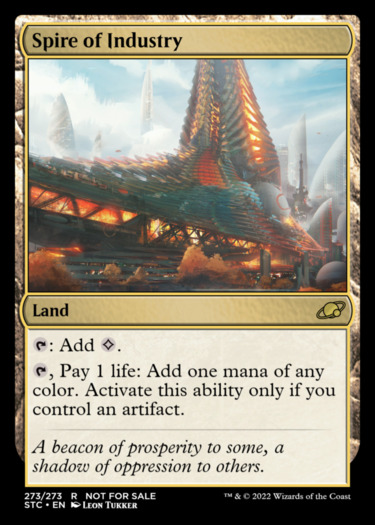 Spire of Industry
Land
: Add .
, Pay 1 life: Add one mana of any
color. Activate this ability only if you
control an artifact.
A beacon of prosperity to some, a
shadow of oppression to others.
273/273 R NOT FOR SALE
STC • EN Leon Tukker
™ & © 2022 Wizards of the Coast